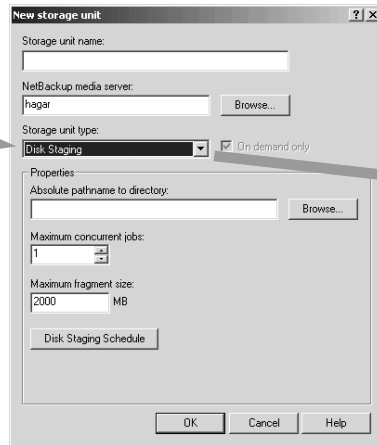 New storage unit
Storage unit name:
NetBackup media server:
hagar
Browse...
Storage unit type:
Disk Staging
On demand only
Properties
Absolute pathname to directory:
Browse...
Maximum concurrent jobs:
1
Maximum fragment size:
2000 MB
Disk Staging Schedule
OK Cancel Help